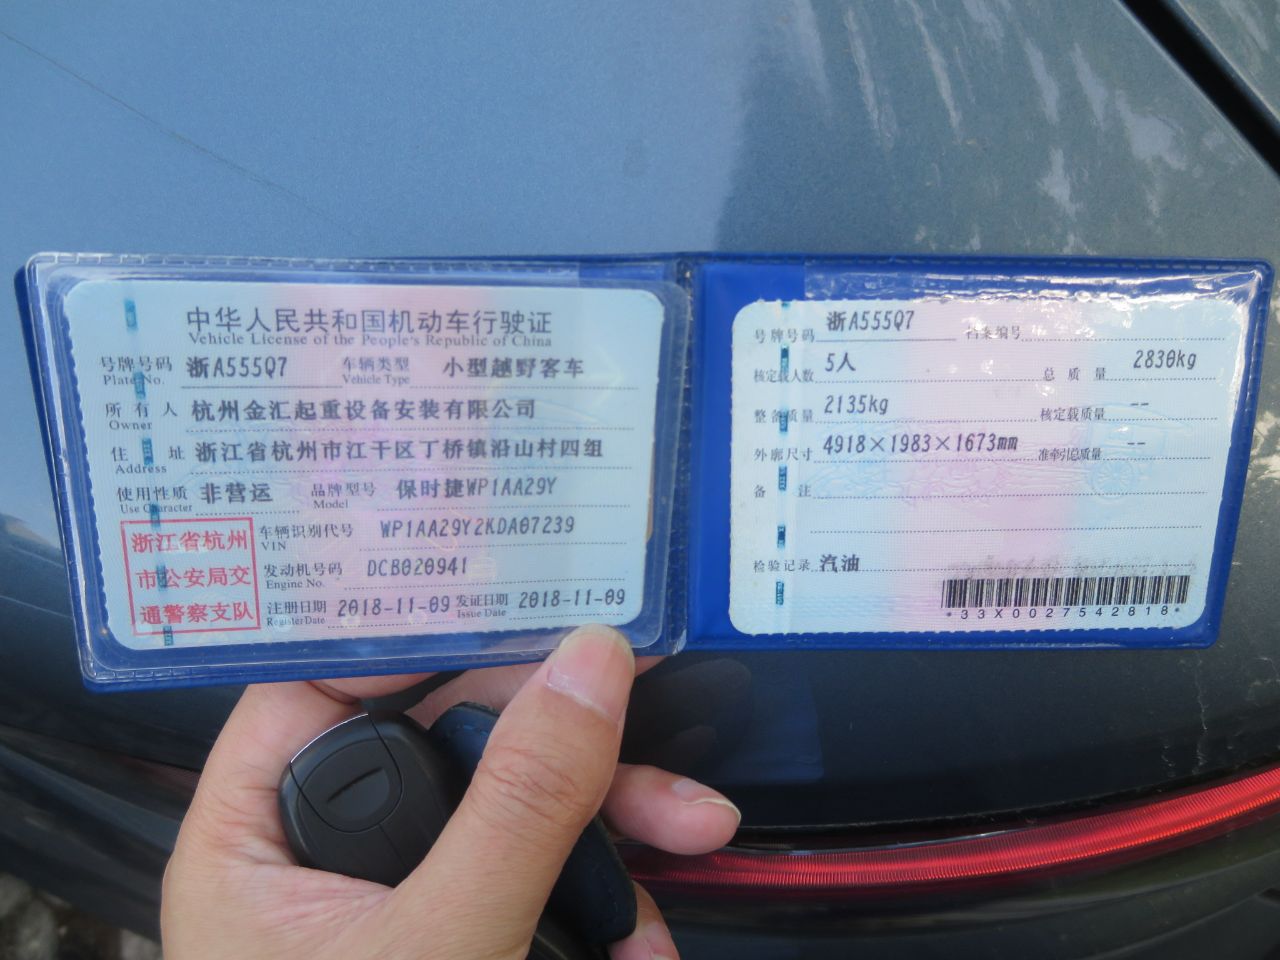 中华人民共和国机动车行驶证
Vehicle License of the People's Republic of China
号牌号码 浙A555Q7 车辆类型 小型越野客车
Plate No. Vehicle Type
所有人 杭州金汇起重设备安装有限公司
Owner
住址 浙江省杭州市江干区丁桥镇沿山村四组
Address
使用性质 非营运 品牌型号 保时捷WP1AA29Y
Use Character Model
浙江省杭州
市公安局交
通警察支队
车辆识别代号 WP1AA29Y2KDA07239
VIN
发动机号码 DCB020941
Engine No.
注册日期 2018-11-09 发证日期 2018-11-09
Register Date Issue Date
号牌号码 浙A555Q7 档案编号
核定载人数 5人 总质量 2830kg
整备质量 2135kg 核定载质量 --
外廓尺寸 4918×1983×1673mm 准牵引总质量 --
备注
检验记录 汽油
*33X0027542818*